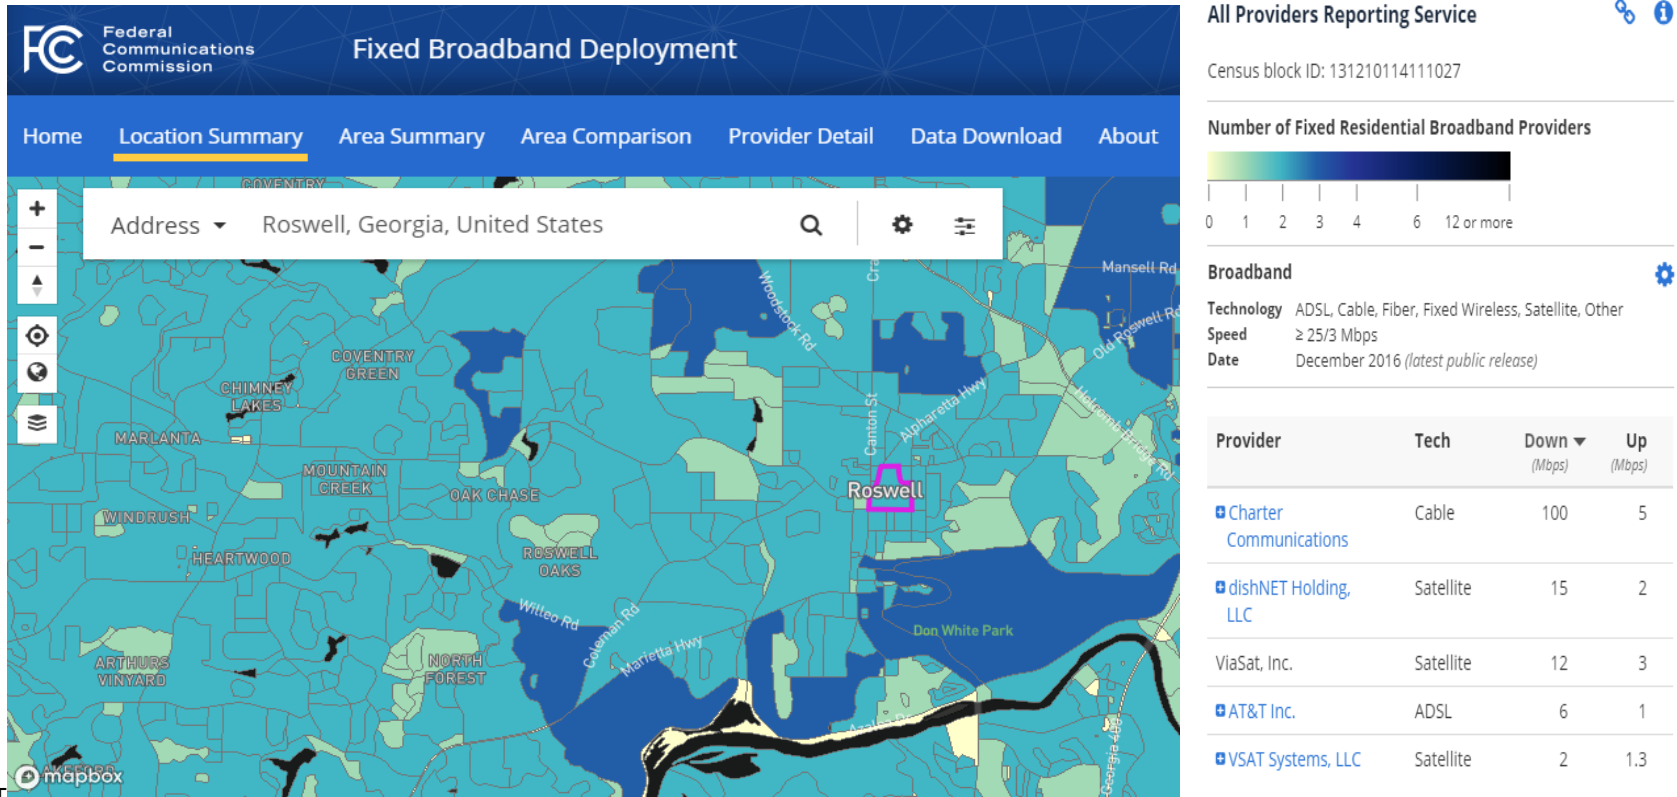 FCC
Federal
Communications
Commission
Fixed Broadband Deployment
Home Location Summary Area Summary Area Comparison Provider Detail Data Download About
COVENTRY
Address Roswell, Georgia, United States
Mansell Rd
Woodstock Rd
Old Roswell Rd
COVENTRY
GREEN
CHIMNEY
LAKES
Canton St
Alpharetta Hwy
Holcomb Bridge Rd
MARLANTA
MOUNTAIN
CREEK
OAK CHASE
Roswell
WINDRUSH
HEARTWOOD
ROSWELL
OAKS
Willeo Rd
Coleman Rd
Marietta Hwy
Don White Park
ARTHURS
VINYARD
NORTH
FOREST
Georgia 400
mapbox
All Providers Reporting Service
Census block ID: 131210114111027
Number of Fixed Residential Broadband Providers
0 1 2 3 4 6 12 or more
Broadband
Technology ADSL, Cable, Fiber, Fixed Wireless, Satellite, Other
Speed ≥ 25/3 Mbps
Date December 2016 (latest public release)
Provider Tech Down Up
(Mbps) (Mbps)
Charter Cable 100 5
Communications
dishNET Holding, Satellite 15 2
LLC
ViaSat, Inc. Satellite 12 3
AT&T Inc. ADSL 6 1
VSAT Systems, LLC Satellite 2 1.3